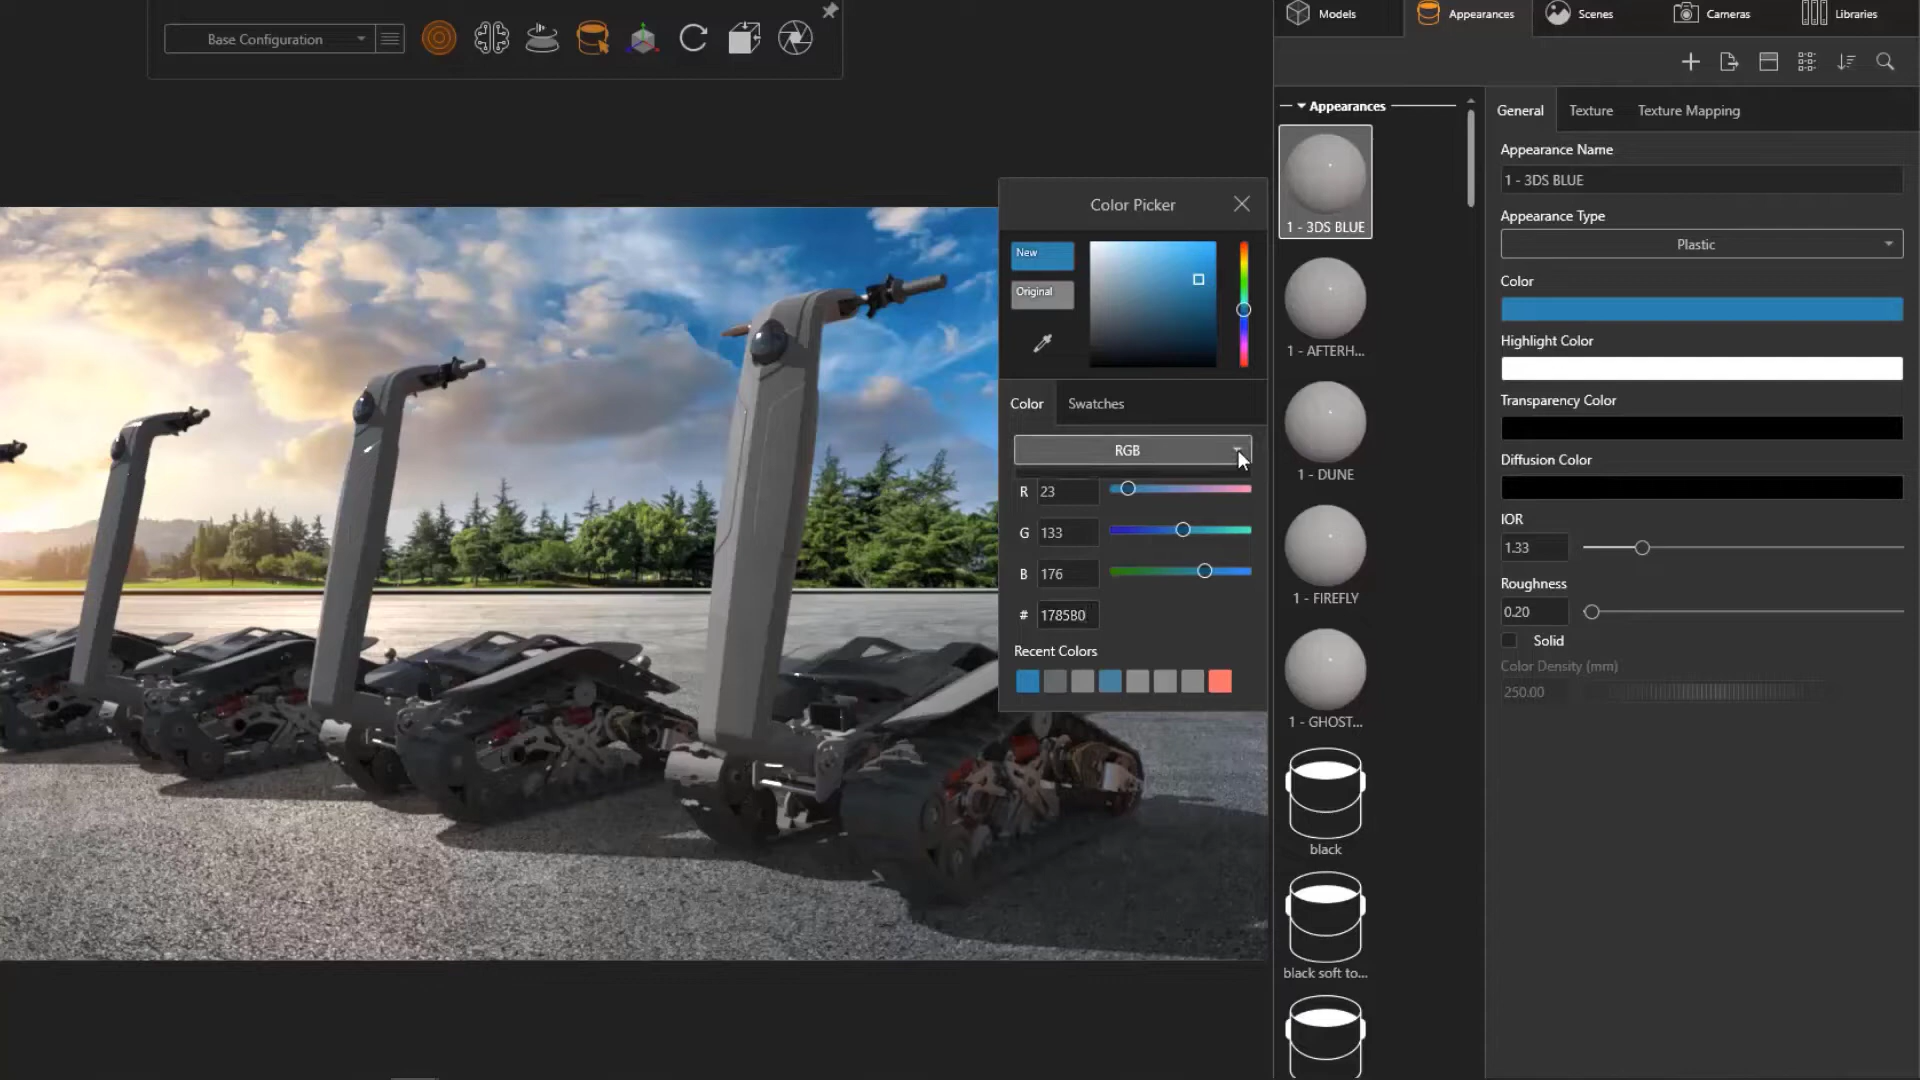 Base Configuration
Models
Appearances
Scenes
Cameras
Libraries
Appearances
1 - 3DS BLUE
1 - AFTERH...
1 - DUNE
1 - FIREFLY
1 - GHOST...
black
black soft to...
General
Texture
Texture Mapping
Appearance Name
1 - 3DS BLUE
Appearance Type
Plastic
Color
Highlight Color
Transparency Color
Diffusion Color
IOR
1.33
Roughness
0.20
Solid
Color Density (mm)
250.00
Color Picker
New
Original
Color
Swatches
RGB
R 23
G 133
B 176
# 1785B0
Recent Colors